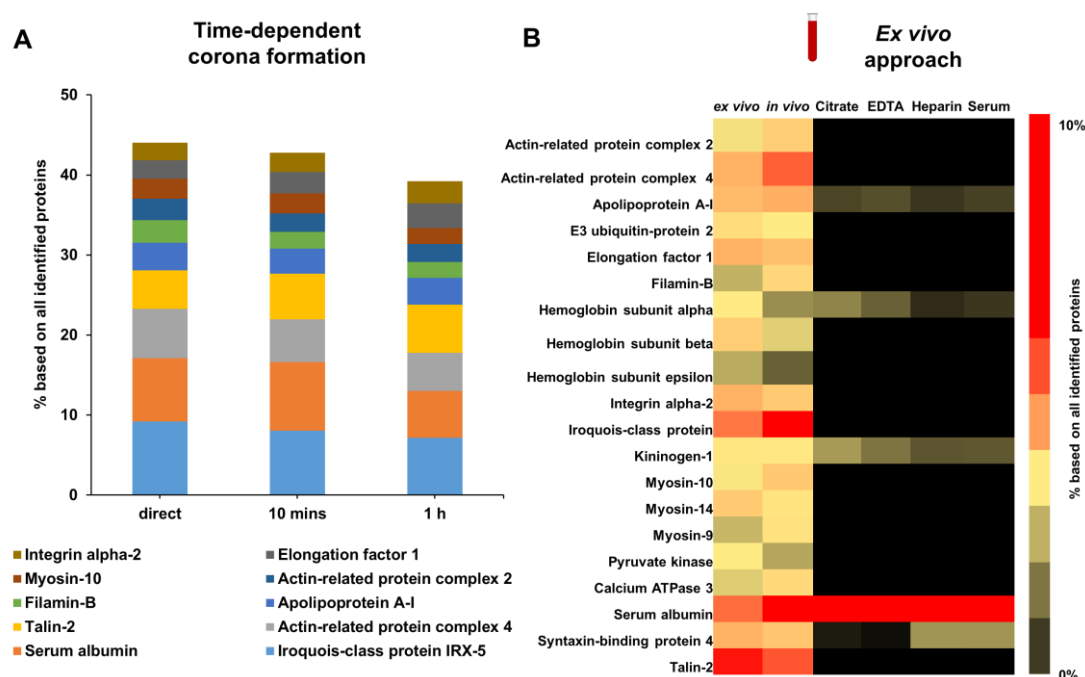 A
Time-dependent
corona formation
% based on all identified proteins
50
40
30
20
10
0
direct 10 mins 1 h
Integrin alpha-2 Elongation factor 1
Myosin-10 Actin-related protein complex 2
Filamin-B Apolipoprotein A-I
Talin-2 Actin-related protein complex 4
Serum albumin Iroquois-class protein IRX-5
B
Ex vivo
approach
ex vivo in vivo Citrate EDTA Heparin Serum
Actin-related protein complex 2
Actin-related protein complex 4
Apolipoprotein A-I
E3 ubiquitin-protein 2
Elongation factor 1
Filamin-B
Hemoglobin subunit alpha
Hemoglobin subunit beta
Hemoglobin subunit epsilon
Integrin alpha-2
Iroquois-class protein
Kininogen-1
Myosin-10
Myosin-14
Myosin-9
Pyruvate kinase
Calcium ATPase 3
Serum albumin
Syntaxin-binding protein 4
Talin-2
10%
% based on all identified proteins
0%